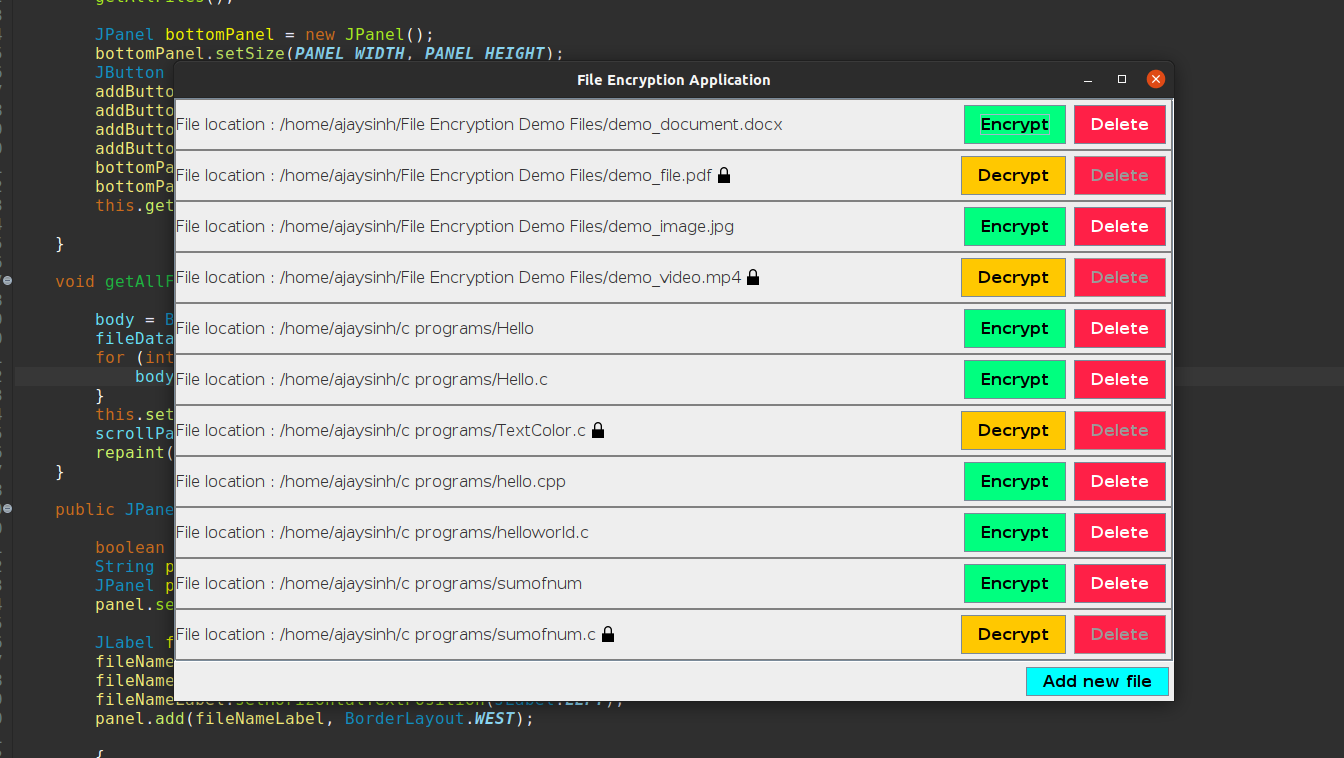 getAllFiles();
JPanel bottomPanel = new JPanel();
bottomPanel.setSize(PANEL_WIDTH, PANEL_HEIGHT);
JButton
File Encryption Application
addButto
File location : /home/ajaysinh/File Encryption Demo Files/demo_document.docx Encrypt Delete
addButto
addButto
addButto
bottomPa
File location : /home/ajaysinh/File Encryption Demo Files/demo_file.pdf Decrypt Delete
bottomPa
this.get
File location : /home/ajaysinh/File Encryption Demo Files/demo_image.jpg Encrypt Delete
}
void getAllF
File location : /home/ajaysinh/File Encryption Demo Files/demo_video.mp4 Decrypt Delete
body = B
File location : /home/ajaysinh/c programs/Hello Encrypt Delete
fileData
for (int
body
File location : /home/ajaysinh/c programs/Hello.c Encrypt Delete
}
this.set
File location : /home/ajaysinh/c programs/TextColor.c Decrypt Delete
scrollPa
repaint(
}
File location : /home/ajaysinh/c programs/hello.cpp Encrypt Delete
public JPane
File location : /home/ajaysinh/c programs/helloworld.c Encrypt Delete
boolean
String p
JPanel p
File location : /home/ajaysinh/c programs/sumofnum Encrypt Delete
panel.se
JLabel f
File location : /home/ajaysinh/c programs/sumofnum.c Decrypt Delete
fileName
fileName
Add new file
fileNameLabel.setHorizontalTextPosition(JLabel.LEFT);
panel.add(fileNameLabel, BorderLayout.WEST);
{